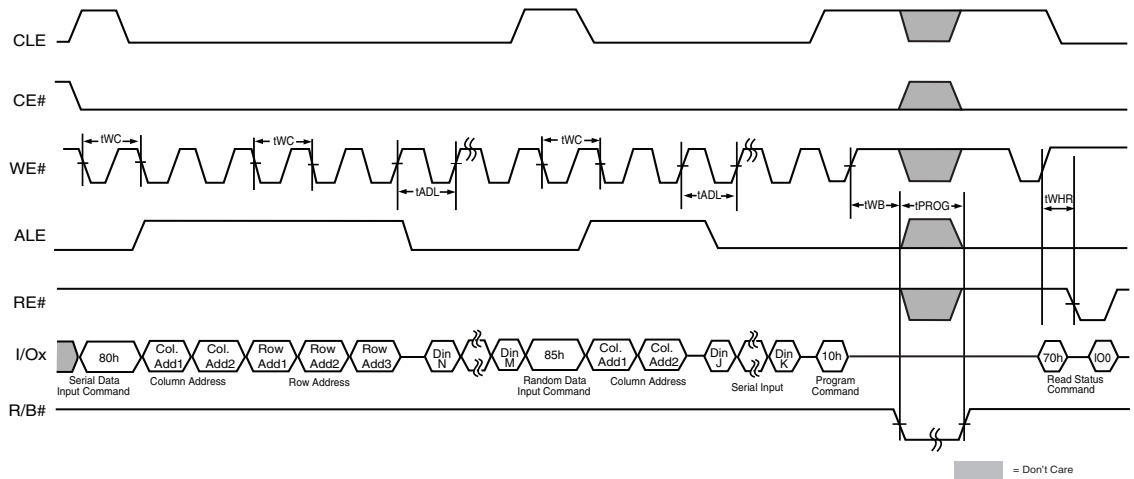 CLE
CE#
tWC tWC tWC
WE#
tADL tADL
tWB tPROG tWHR
ALE
RE#
I/Ox 80h Col. Add1 Col. Add2 Row Add1 Row Add2 Row Add3 Din N Din M 85h Col. Add1 Col. Add2 Din J Din K 10h 70h IO0
Serial Data Input Command Column Address Row Address Random Data Input Command Column Address Serial Input Program Command Read Status Command
R/B#
= Don't Care